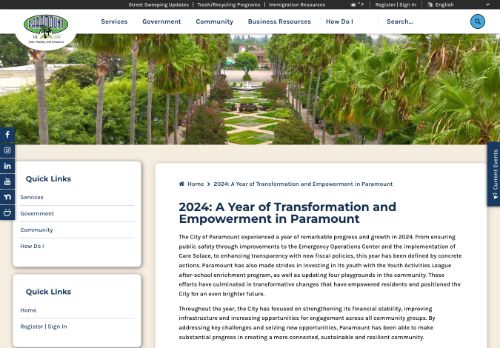 Street Sweeping Updates | Trash/Recycling Programs | Immigration Resources
°F
Register | Sign In
English
PARAMOUNT
Services
Government
Community
Business Resources
How Do I
Search...
Current Events
Quick Links
Services
Government
Community
How Do I
Quick Links
Home
Register | Sign In
Home > 2024: A Year of Transformation and Empowerment in Paramount
2024: A Year of Transformation and
Empowerment in Paramount
The City of Paramount experienced a year of remarkable progress and growth in 2024. From ensuring
public safety through improvements to the Emergency Operations Center and the implementation of
Care Solace, to enhancing transparency with new fiscal policies, this year has been defined by concrete
actions. Paramount has also made strides in investing in its youth with the Youth Activities League
after-school enrichment program, as well as updating four playgrounds in the community. These
efforts have culminated in transformative changes that have empowered residents and positioned the
City for an even brighter future.
Throughout the year, the City has focused on strengthening its financial stability, improving
infrastructure and increasing opportunities for engagement across all community groups. By
addressing key challenges and seizing new opportunities, Paramount has been able to make
substantial progress in creating a more connected, sustainable and resilient community.